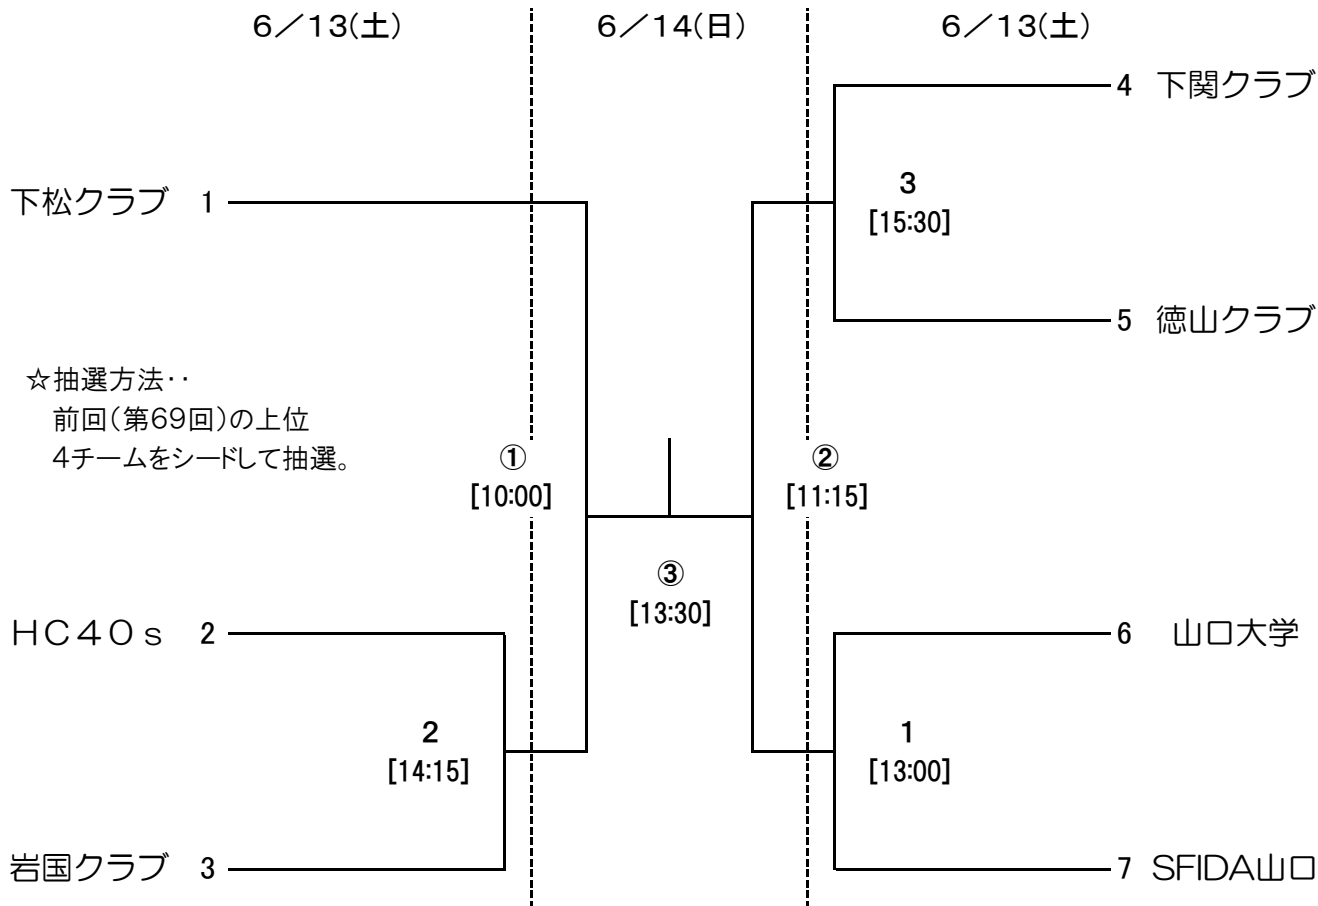 ６／１３(土)
６／１４(日)
６／１３(土)
4 下関クラブ
3
[15:30]
下松クラブ 1
5 徳山クラブ
☆抽選方法‥
前回（第69回）の上位
4チームをシードして抽選。
①
[10:00]
②
[11:15]
③
[13:30]
ＨＣ４０ｓ 2
6 山口大学
2
[14:15]
1
[13:00]
岩国クラブ 3
7 SFIDA山口